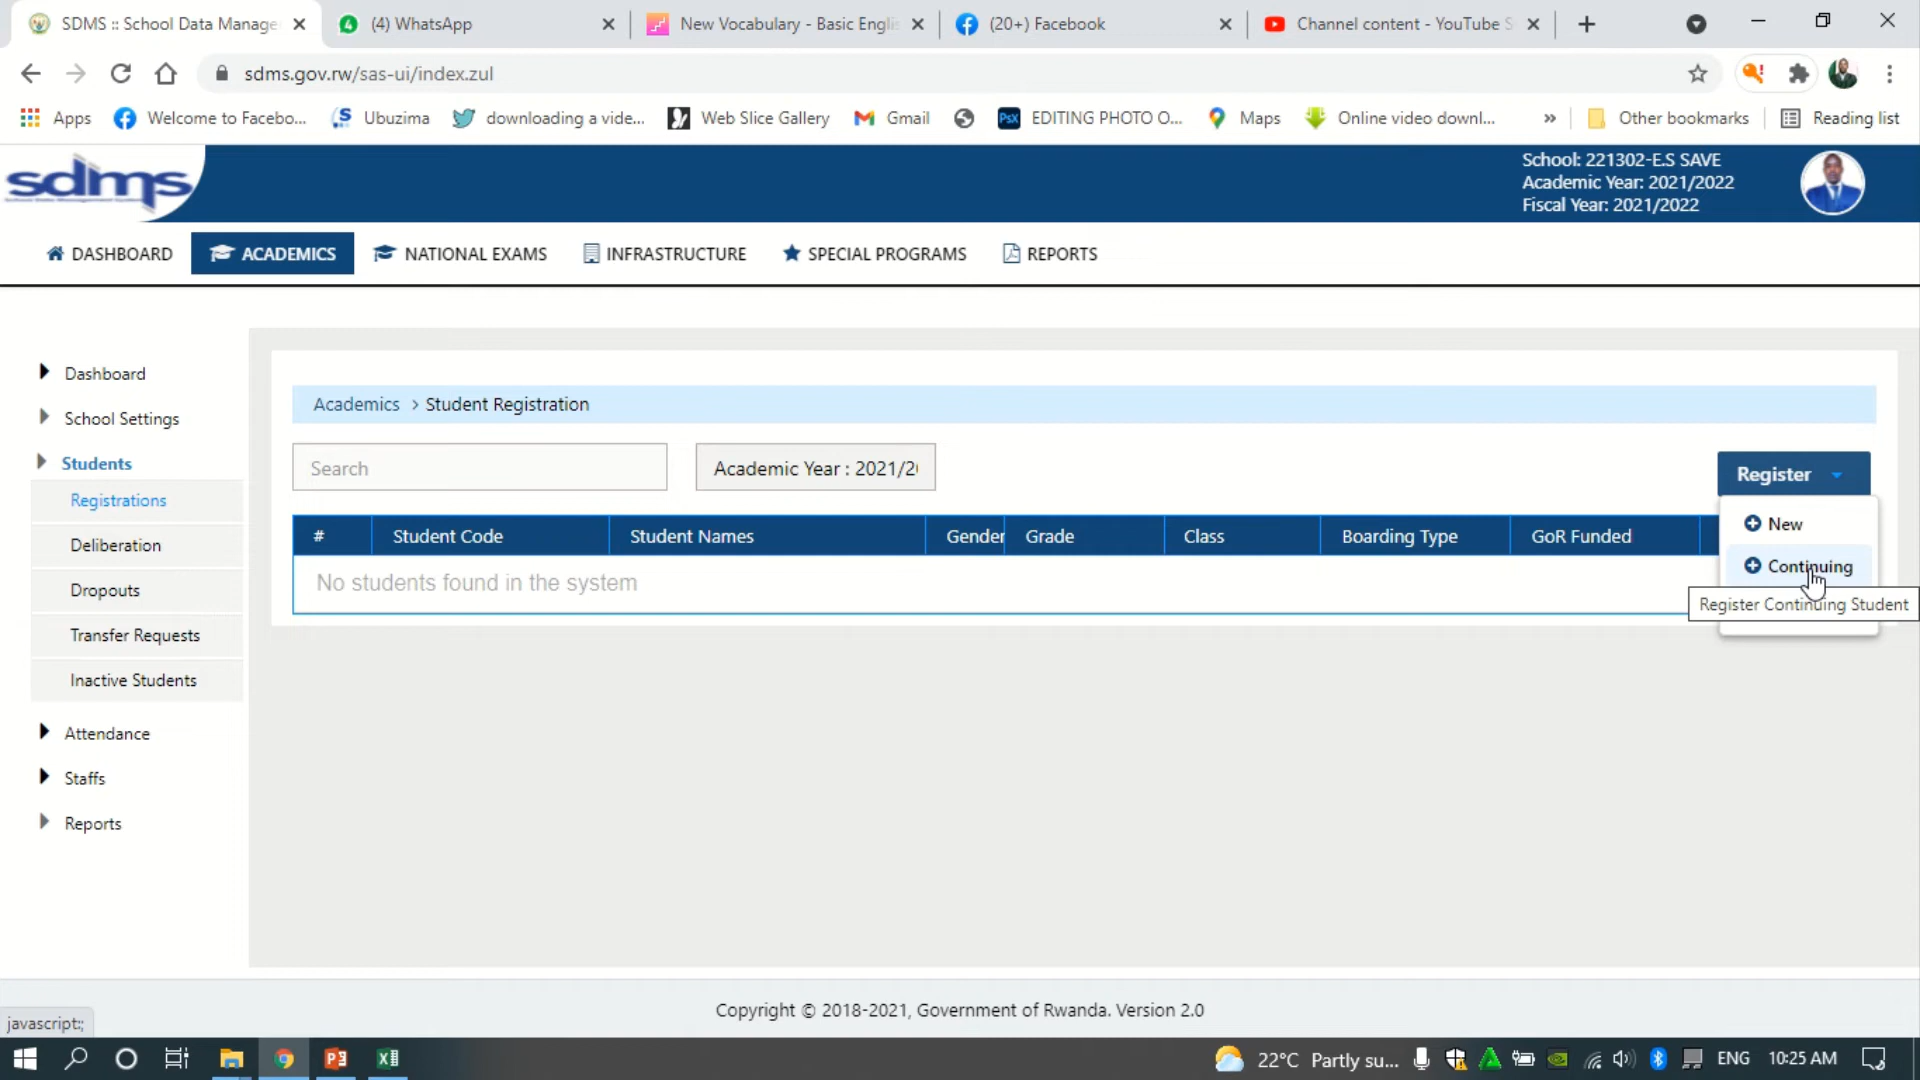 SDMS :: School Data Manage
(4) WhatsApp
New Vocabulary - Basic Engli
(20+) Facebook
Channel content - YouTube S
sdms.gov.rw/sas-ui/index.zul
Apps
Welcome to Facebo...
Ubuzima
downloading a vide...
Web Slice Gallery
Gmail
EDITING PHOTO O...
Maps
Online video downl...
»
Other bookmarks
Reading list
sdms
School: 221302-E.S SAVE
Academic Year: 2021/2022
Fiscal Year: 2021/2022
DASHBOARD
ACADEMICS
NATIONAL EXAMS
INFRASTRUCTURE
SPECIAL PROGRAMS
REPORTS
Dashboard
School Settings
Students
Registrations
Deliberation
Dropouts
Transfer Requests
Inactive Students
Attendance
Staffs
Reports
Academics > Student Registration
Search
Academic Year : 2021/2
Register
New
Continuing
Register Continuing Student
# Student Code Student Names Gender Grade Class Boarding Type GoR Funded
No students found in the system
Copyright © 2018-2021, Government of Rwanda. Version 2.0
javascript:;
22°C Partly su...
ENG
10:25 AM